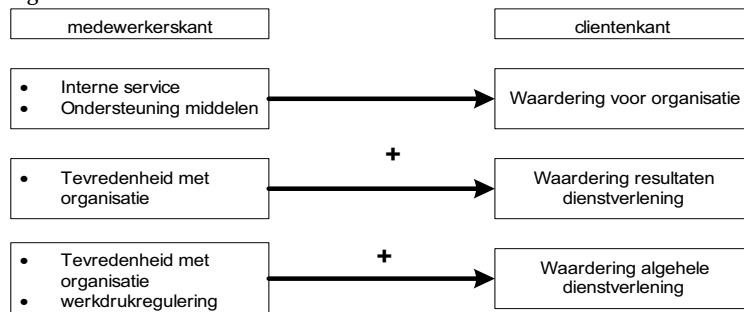 medewerkerskant
clientenkant
• Interne service
• Ondersteuning middelen
Waardering voor organisatie
+
• Tevredenheid met
organisatie
Waardering resultaten
dienstverlening
+
• Tevredenheid met
organisatie
• werkdrukregulering
Waardering algehele
dienstverlening